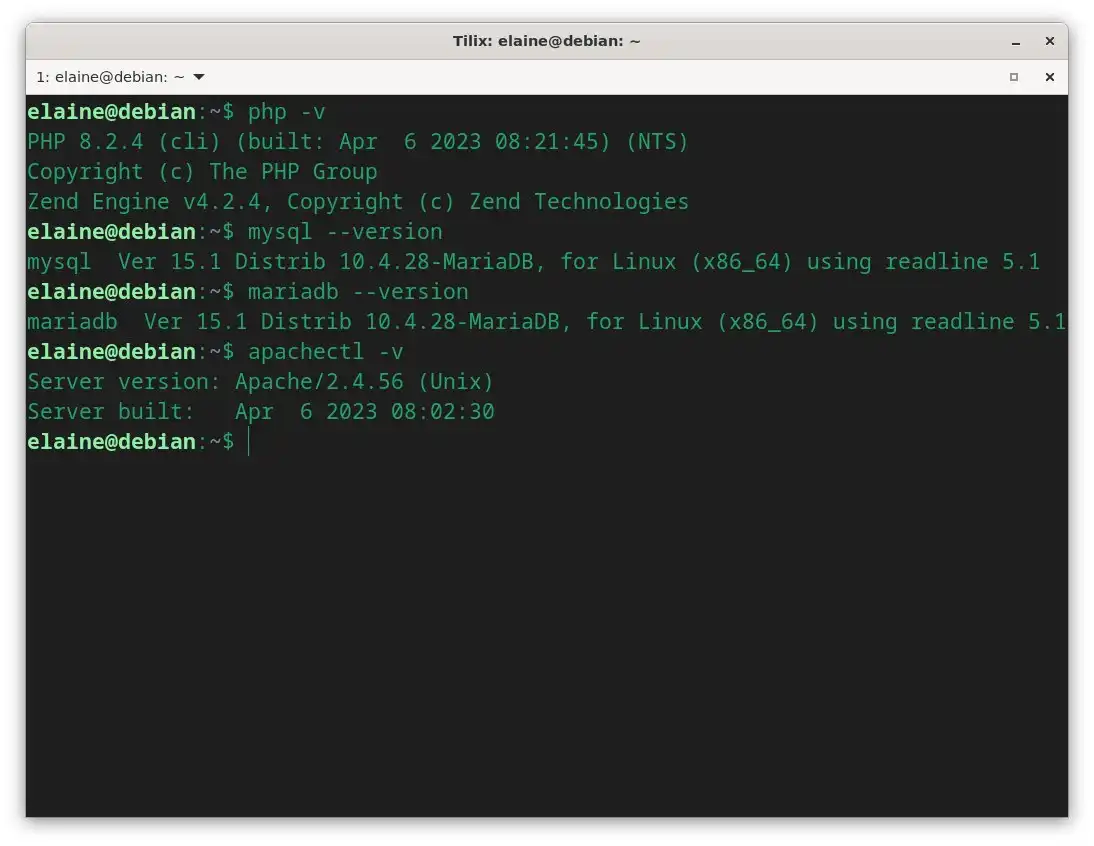 Tilix: elaine@debian: ~
1: elaine@debian: ~
elaine@debian:~$ php -v
PHP 8.2.4 (cli) (built: Apr  6 2023 08:21:45) (NTS)
Copyright (c) The PHP Group
Zend Engine v4.2.4, Copyright (c) Zend Technologies
elaine@debian:~$ mysql --version
mysql  Ver 15.1 Distrib 10.4.28-MariaDB, for Linux (x86_64) using readline 5.1
elaine@debian:~$ mariadb --version
mariadb  Ver 15.1 Distrib 10.4.28-MariaDB, for Linux (x86_64) using readline 5.1
elaine@debian:~$ apachectl -v
Server version: Apache/2.4.56 (Unix)
Server built:   Apr  6 2023 08:02:30
elaine@debian:~$